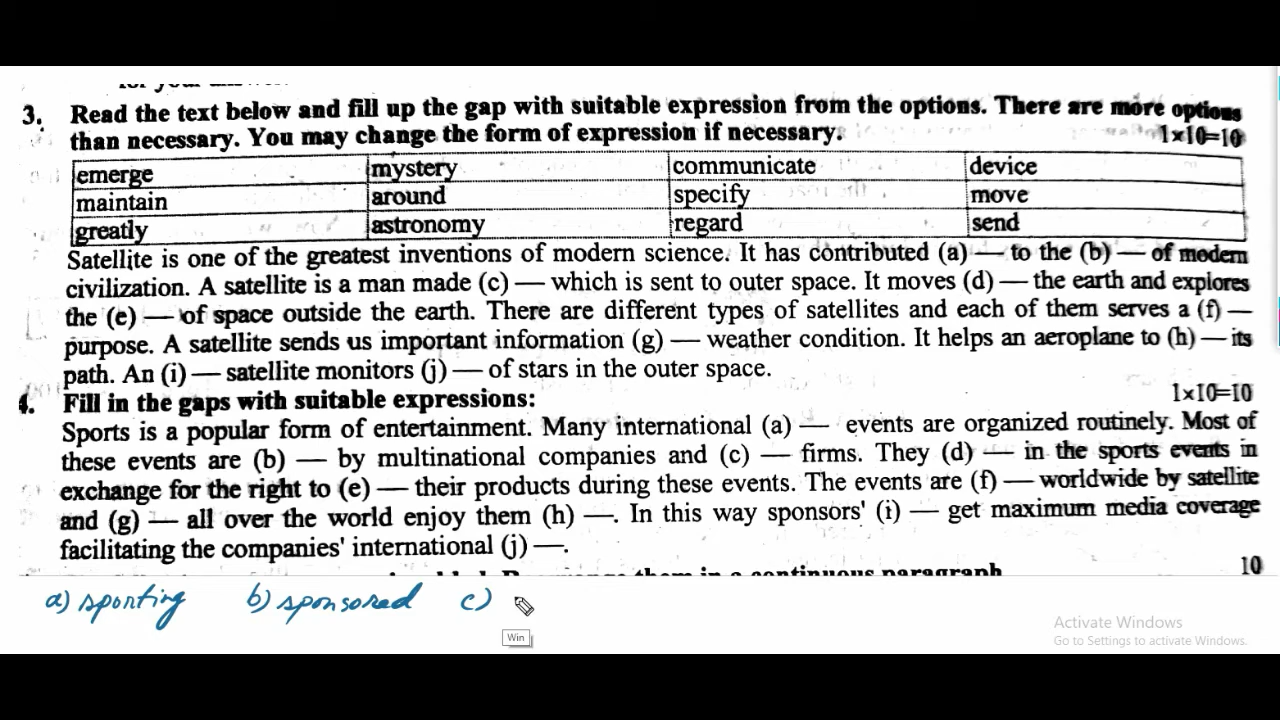 3. Read the text below and fill up the gap with suitable expression from the options. There are more options
than necessary. You may change the form of expression if necessary. 1×10=10
emerge mystery communicate device
maintain around specify move
greatly astronomy regard send
Satellite is one of the greatest inventions of modern science. It has contributed (a) — to the (b) — of modern
civilization. A satellite is a man made (c) — which is sent to outer space. It moves (d) — the earth and explores
the (e) — of space outside the earth. There are different types of satellites and each of them serves a (f) —
purpose. A satellite sends us important information (g) — weather condition. It helps an aeroplane to (h) — its
path. An (i) — satellite monitors (j) — of stars in the outer space.
4. Fill in the gaps with suitable expressions: 1×10=10
Sports is a popular form of entertainment. Many international (a) — events are organized routinely. Most of
these events are (b) — by multinational companies and (c) — firms. They (d) — in the sports events in
exchange for the right to (e) — their products during these events. The events are (f) — worldwide by satellite
and (g) — all over the world enjoy them (h) —. In this way sponsors' (i) — get maximum media coverage
facilitating the companies' international (j) —.
them in a continuous paragraph 10
a) sporting b) sponsored c)
Win
Activate Windows
Go to Settings to activate Windows.